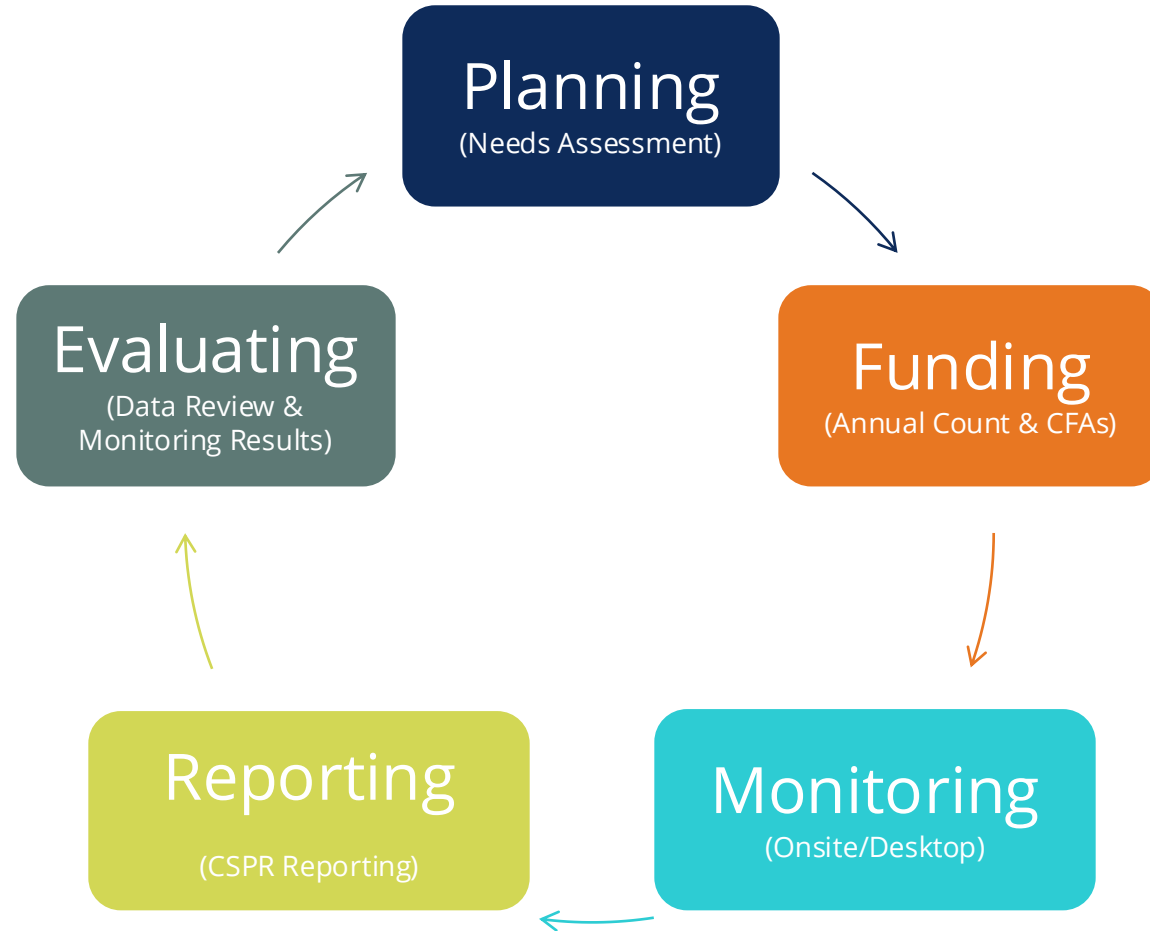 Planning
(Needs Assessment)
Funding
(Annual Count & CFAs)
Monitoring
(Onsite/Desktop)
Reporting
(CSPR Reporting)
Evaluating
(Data Review &
Monitoring Results)